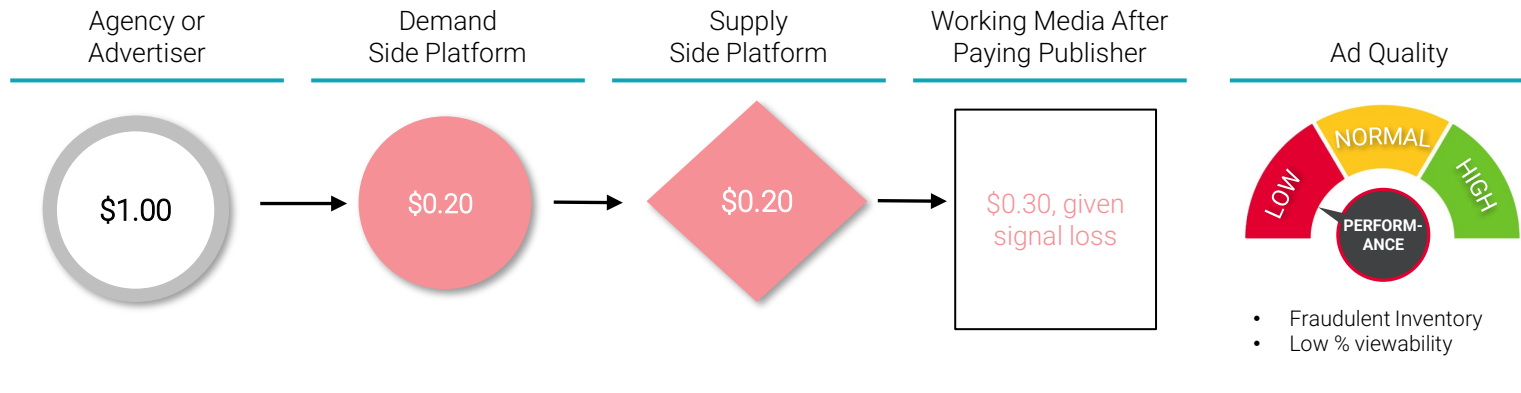 Agency or
Advertiser
Demand
Side Platform
Supply
Side Platform
Working Media After
Paying Publisher
Ad Quality
$1.00
$0.20
$0.20
$0.30, given
signal loss
LOW
NORMAL
HIGH
PERFORM-
ANCE
• Fraudulent Inventory
• Low % viewability